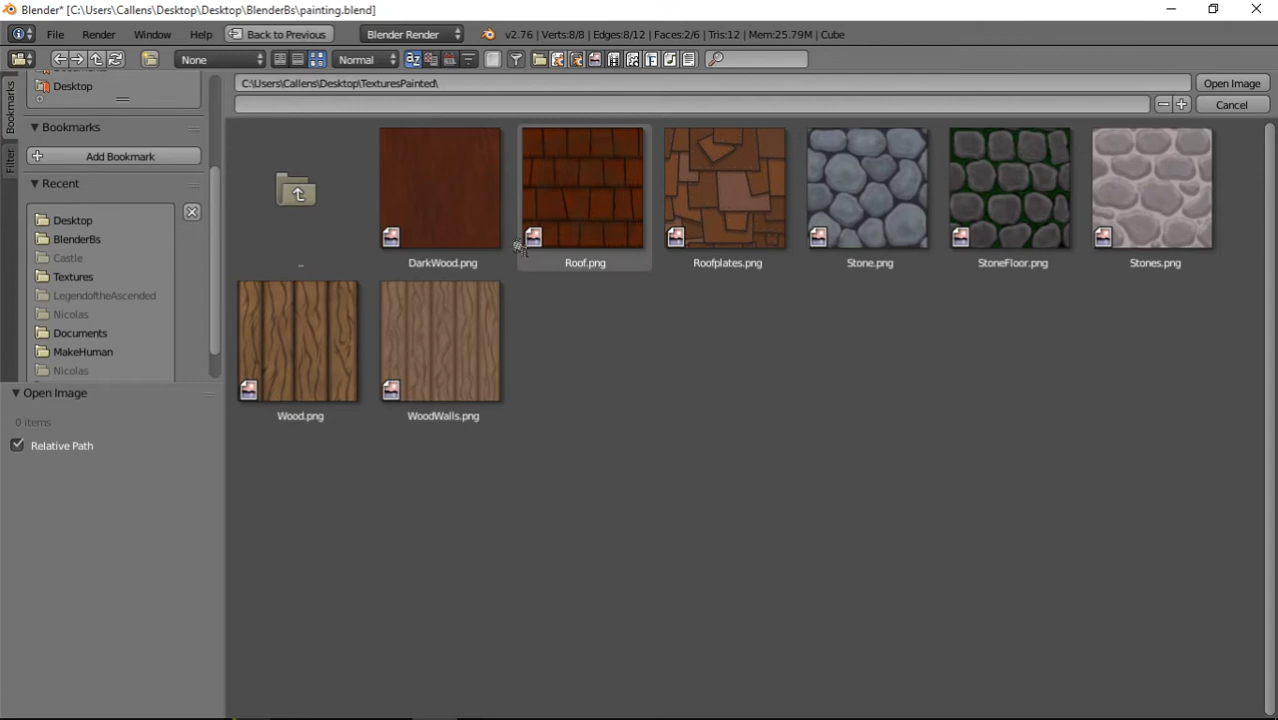 Blender* [C:\Users\Callens\Desktop\Desktop\BlenderBs\painting.blend]
File Render Window Help Back to Previous Blender Render v2.76 | Verts:8/8 | Edges:8/12 | Faces:2/6 | Tris:12 | Mem:25.79M | Cube
None Normal
Desktop
C:\Users\Callens\Desktop\TexturesPainted\ Open Image
Cancel
Bookmarks
Filter
Bookmarks
Add Bookmark
Recent
Desktop
BlenderBs
Castle
Textures
LegendoftheAscended
Nicolas
Documents
MakeHuman
Nicolas
Open Image
0 items
Relative Path
..
DarkWood.png
Roof.png
Roofplates.png
Stone.png
StoneFloor.png
Stones.png
Wood.png
WoodWalls.png